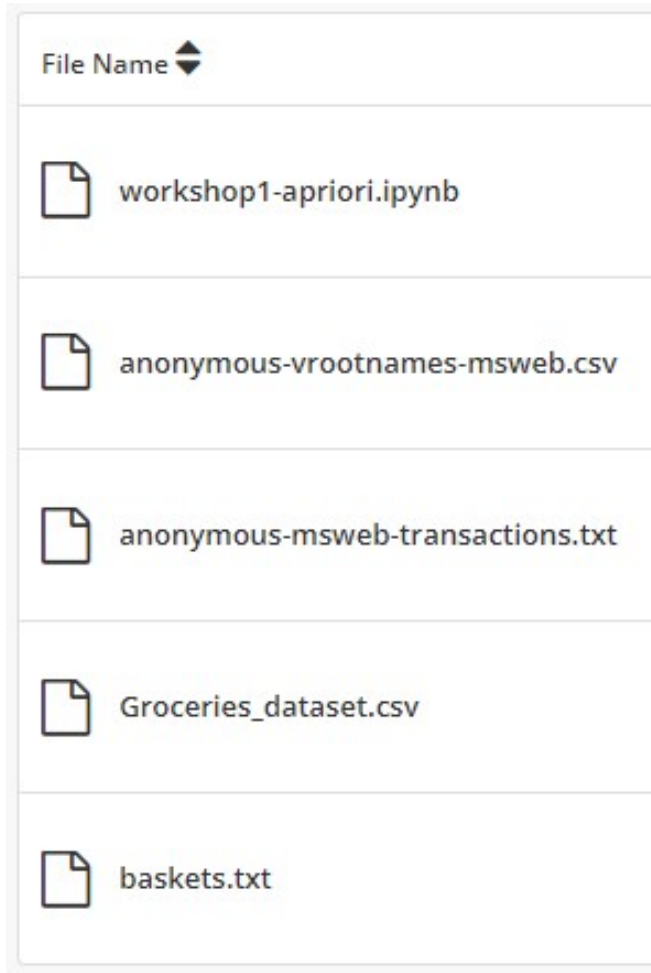 File Name
workshop1-apriori.ipynb
anonymous-vrootnames-msweb.csv
anonymous-msweb-transactions.txt
Groceries_dataset.csv
baskets.txt